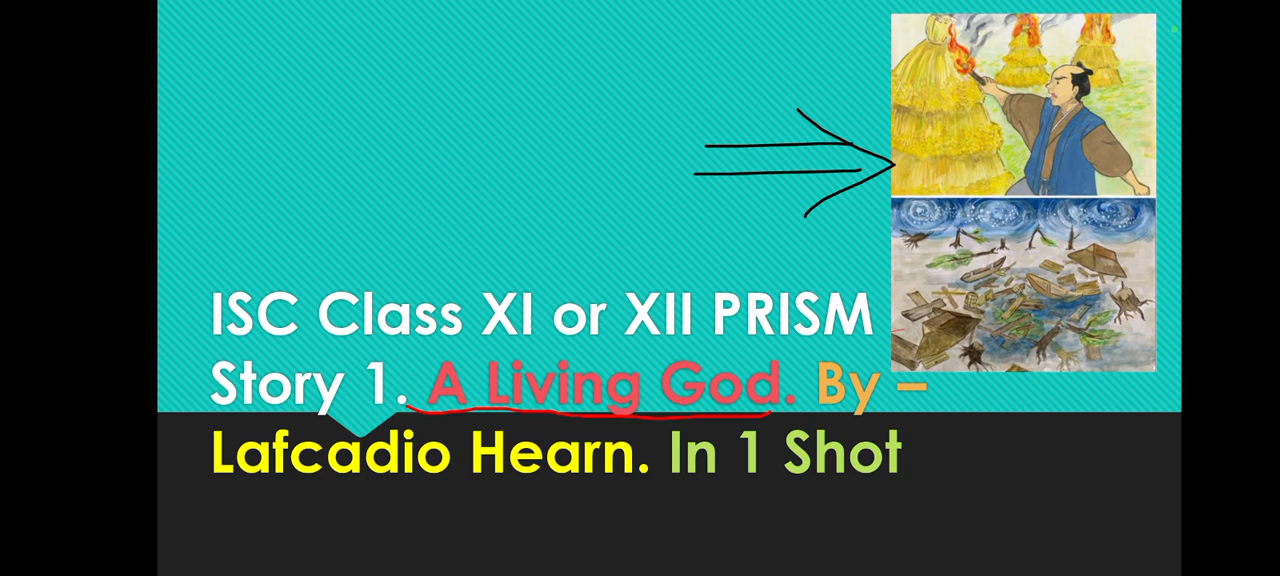 ISC Class XI or XII PRISM
Story 1. A Living God. By –
Lafcadio Hearn. In 1 Shot